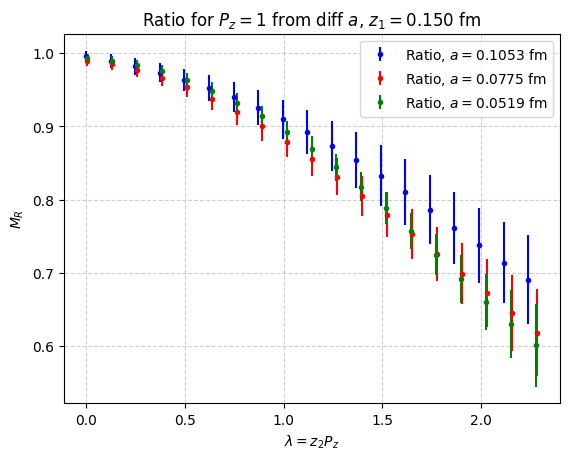 Ratio for $P_z = 1$ from diff $a$, $z_1 = 0.150$ fm
1.0
0.9
0.8
0.7
0.6
$M_R$
Ratio, $a = 0.1053$ fm
Ratio, $a = 0.0775$ fm
Ratio, $a = 0.0519$ fm
0.0 0.5 1.0 1.5 2.0
$\lambda = z_2 P_z$